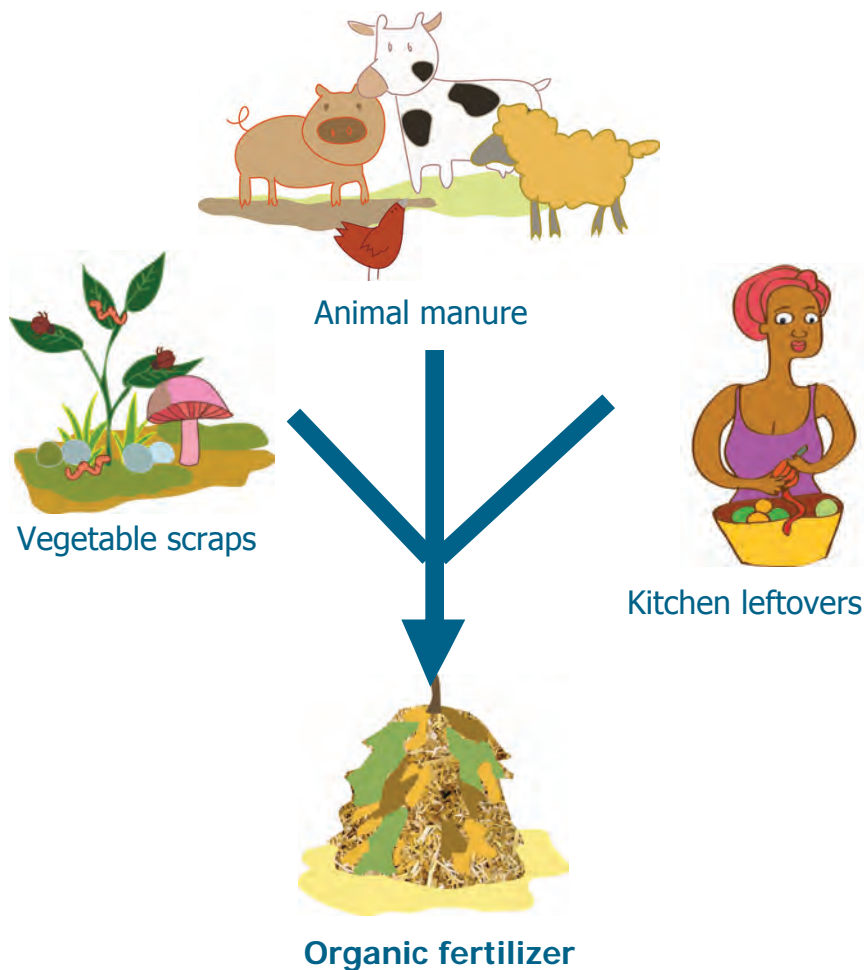 Animal manure
Vegetable scraps
Kitchen leftovers
Organic fertilizer